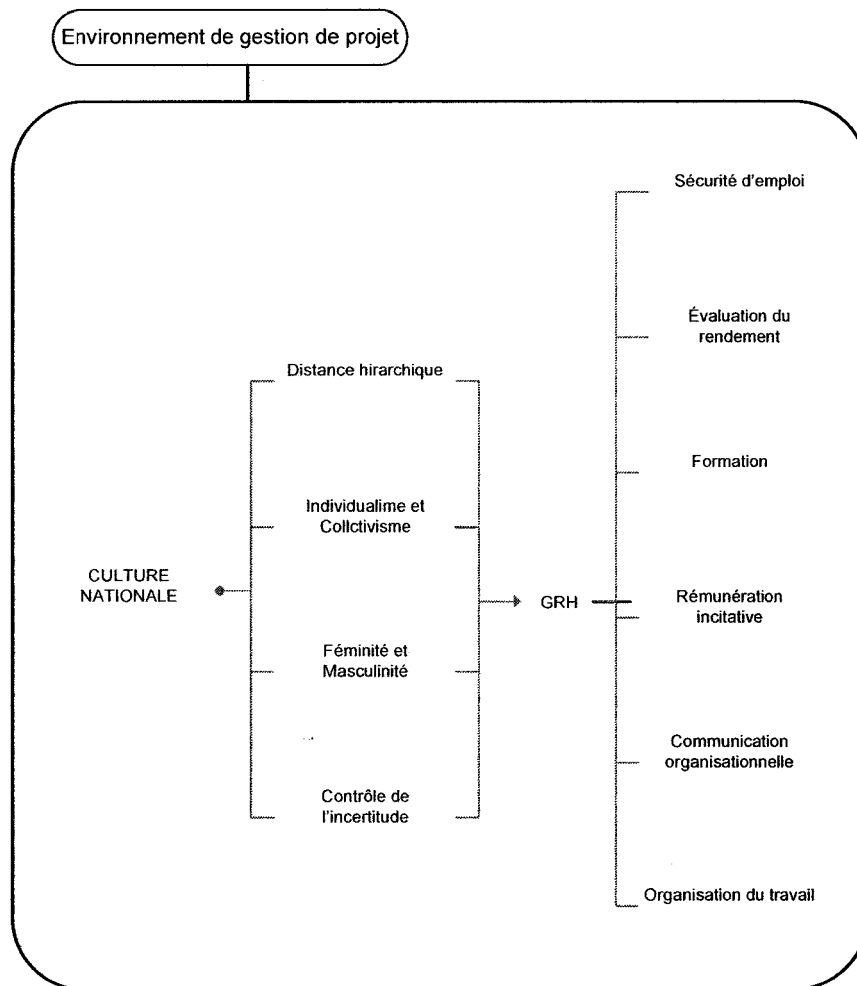 Environnement de gestion de projet
Sécurité d'emploi
Évaluation du
rendement
Distance hirarchique
Formation
Individualime et
Collctivisme
CULTURE
NATIONALE
GRH
Rémunération
incitative
Féminité et
Masculinité
Communication
organisationnelle
Contrôle de
l'incertitude
Organisation du travail